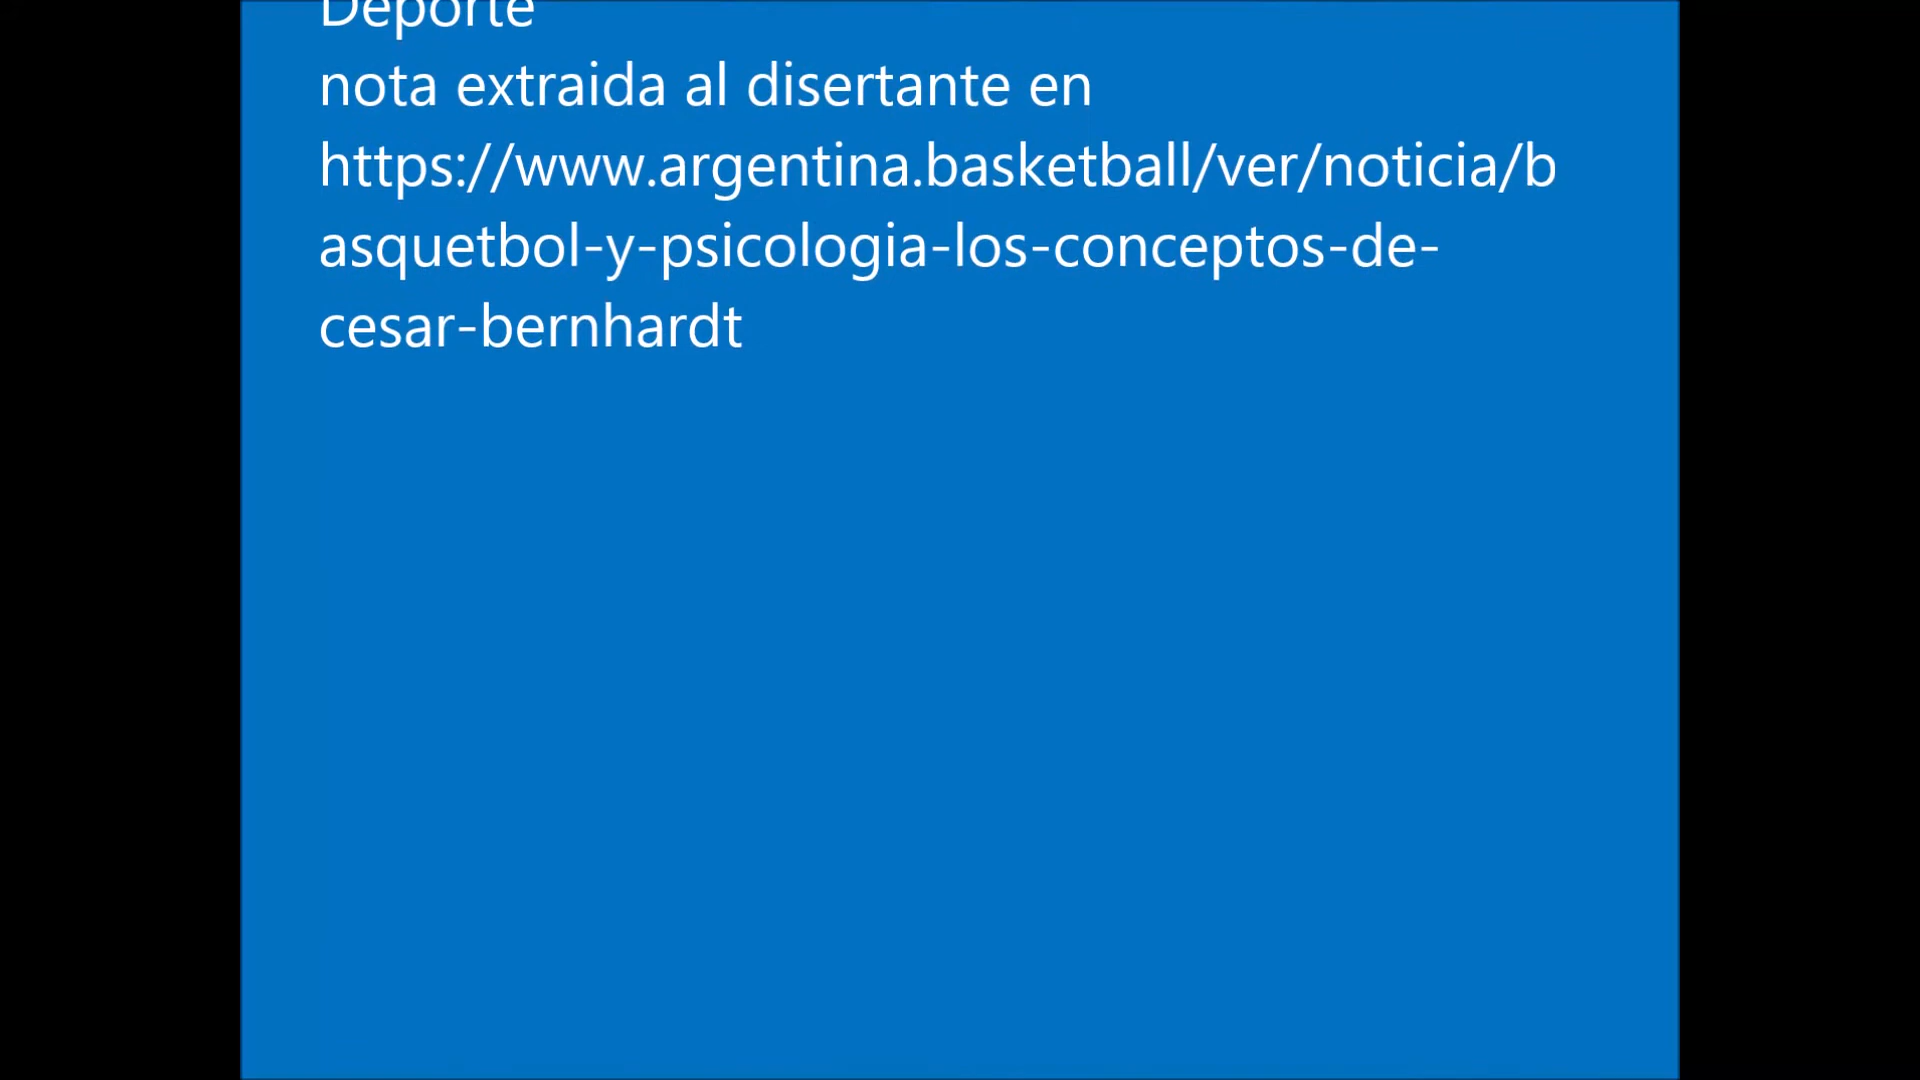 Deporte
nota extraida al disertante en
https://www.argentina.basketball/ver/noticia/b
asquetbol-y-psicologia-los-conceptos-de-
cesar-bernhardt